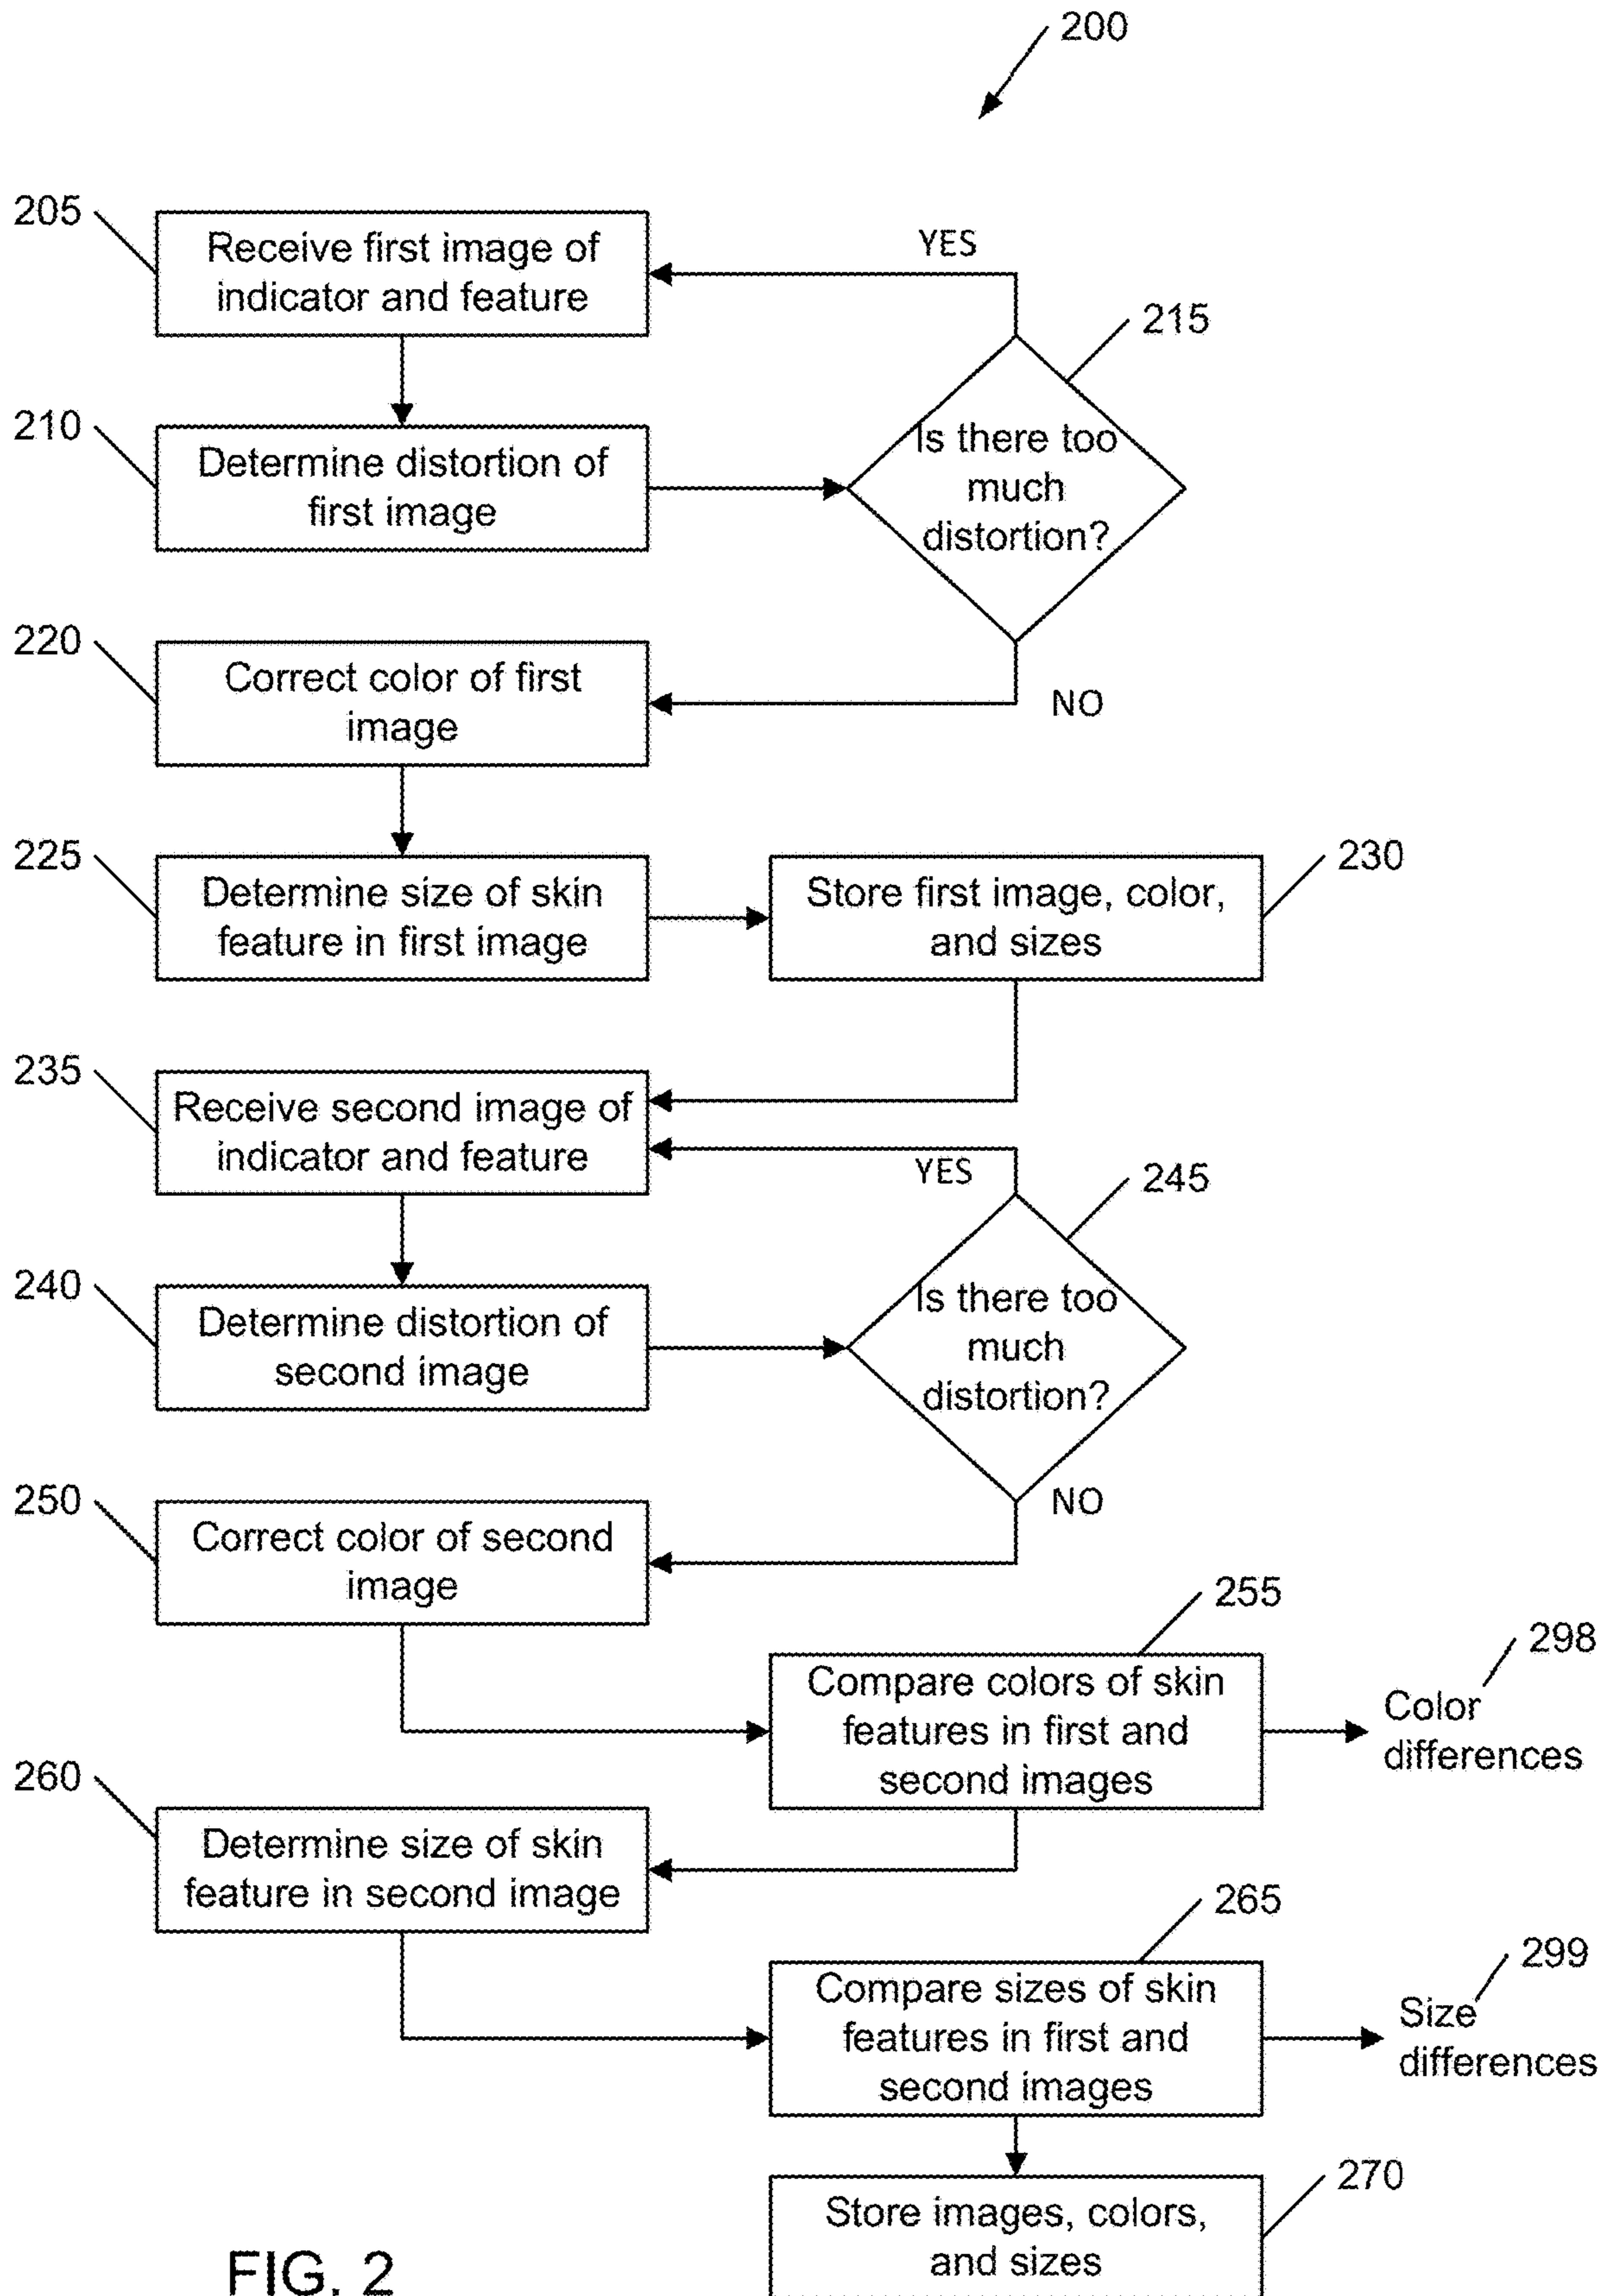 200
205
Receive first image of
indicator and feature
YES
215
210
Determine distortion of
first image
Is there too
much
distortion?
220
Correct color of first
image
NO
225
Determine size of skin
feature in first image
Store first image, color,
and sizes
230
235
Receive second image of
indicator and feature
YES
245
240
Determine distortion of
second image
Is there too
much
distortion?
250
Correct color of second
image
NO
255
Compare colors of skin
features in first and
second images
298
Color
differences
260
Determine size of skin
feature in second image
265
Compare sizes of skin
features in first and
second images
299
Size
differences
270
Store images, colors,
and sizes
FIG. 2